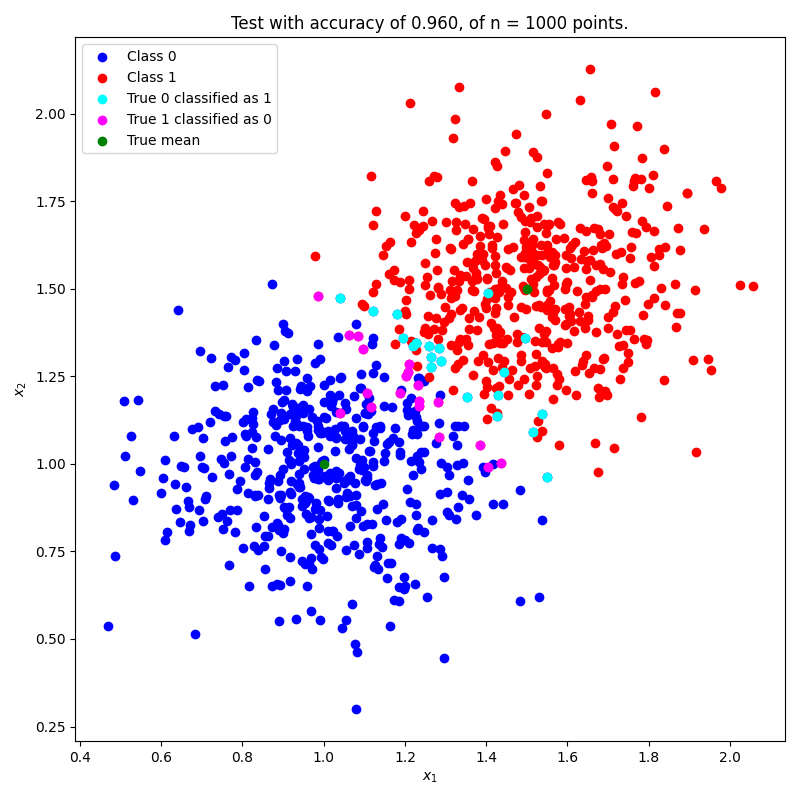 Test with accuracy of 0.960, of n = 1000 points.
Class 0
Class 1
True 0 classified as 1
True 1 classified as 0
True mean
2.00
1.75
1.50
1.25
1.00
0.75
0.50
0.25
x₂
0.4 0.6 0.8 1.0 1.2 1.4 1.6 1.8 2.0
x₁